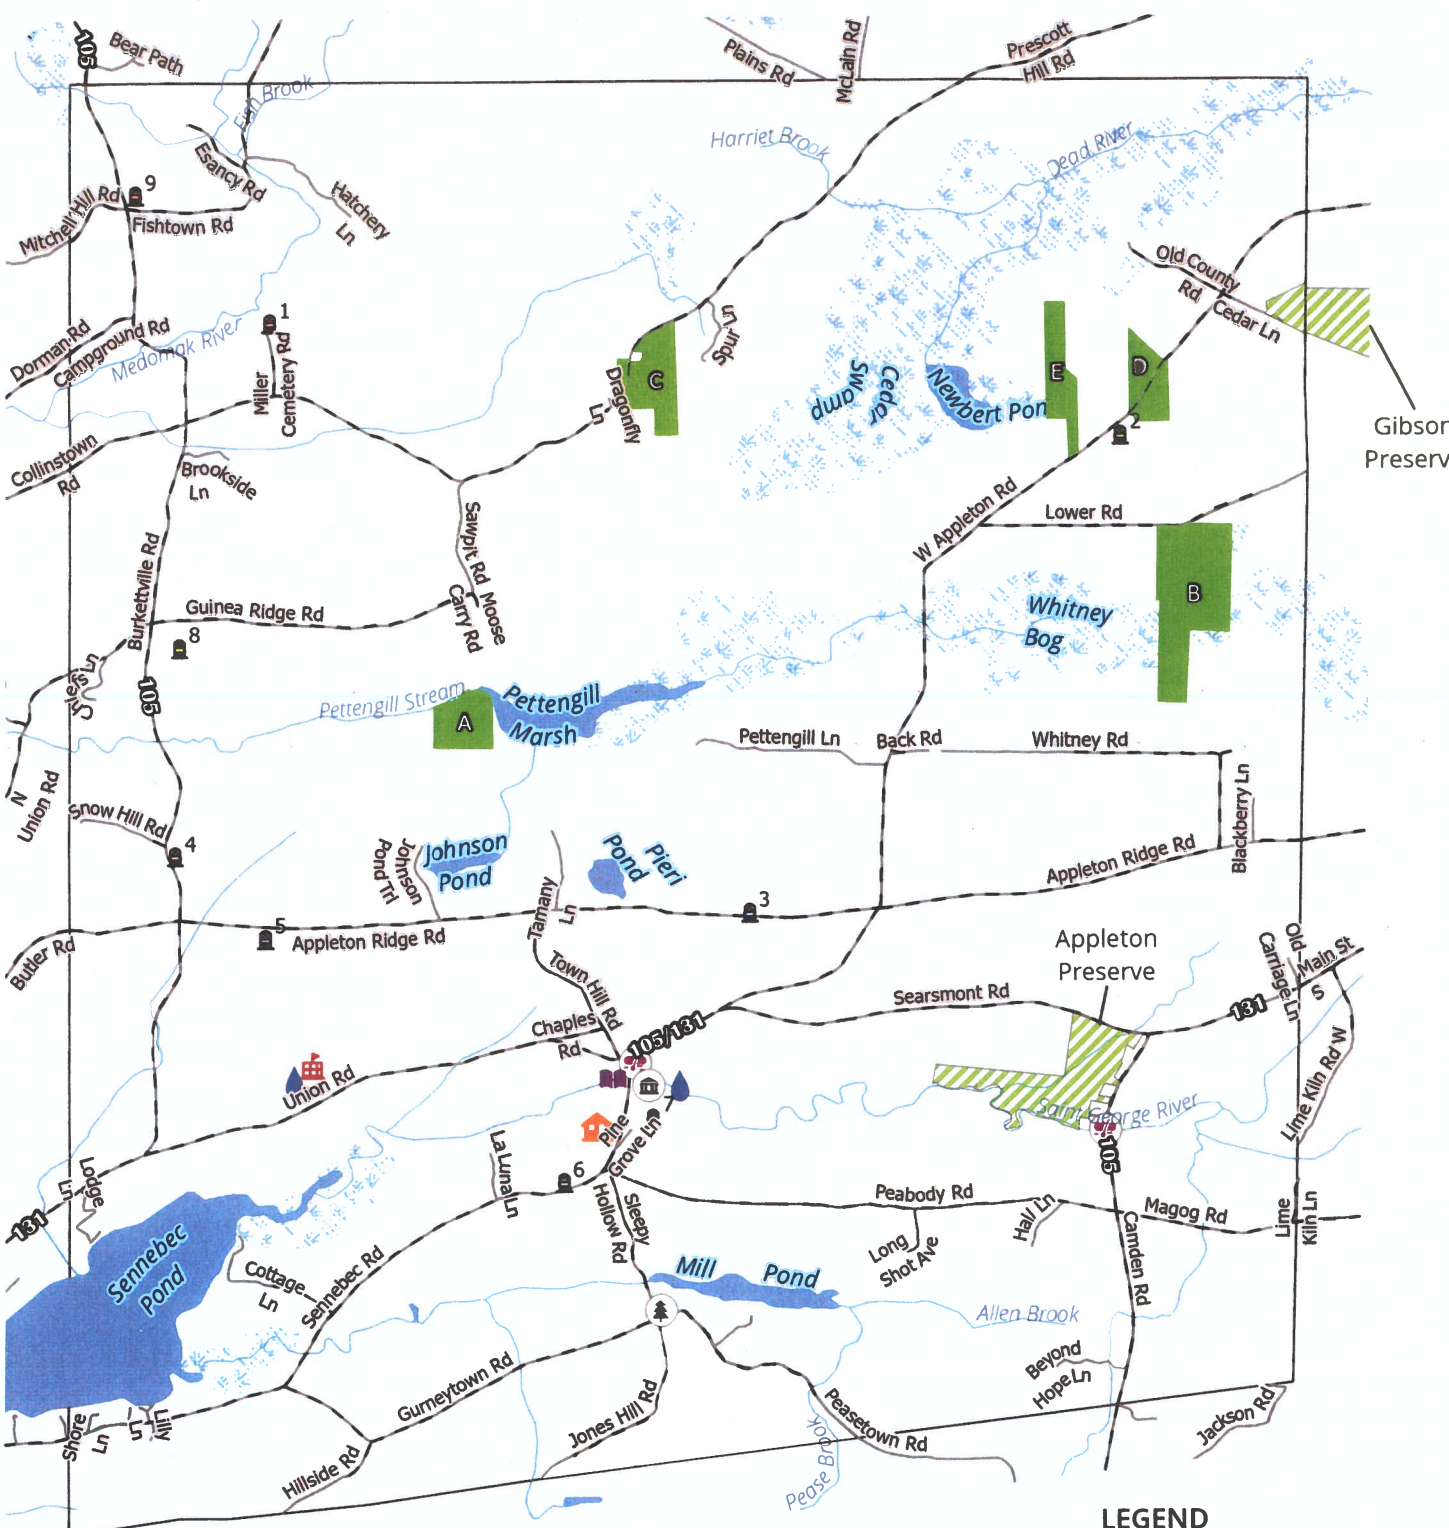 105
Bear Path
Plains Rd
McLain Rd
Prescott
Hill Rd
Harriet Brook
Dead River
Esancy Rd
Hatchery
Ln
9
Mitchell Hill Rd
Fishtown Rd
Old County
Rd
Cedar Ln
Dorman Rd
Campground Rd
Medomak River
1
Miller
Cemetery Rd
Spur Ln
C
Dragonfly
Ln
Cedar
Swamp
Newbert Pon
E
D
2
Gibson
Preserv
Collinstown
Rd
Brookside
Ln
Sawpit Rd
W Appleton Rd
Lower Rd
Burkettville Rd
Guinea Ridge Rd
Moose
Carry Rd
8
Whitney
Bog
B
Chiefs Ln
105
Pettengill Stream
A
Pettengill
Marsh
Pettengill Ln
Back Rd
Whitney Rd
N
Union Rd
Snow Hill Rd
4
Johnson
Pond Trl
Johnson
Pond
Pieri
Pond
Blackberry Ln
Appleton Ridge Rd
Tamany
Ln
3
Butler Rd
5
Appleton Ridge Rd
Appleton
Preserve
Old
Carriage Ln
Main St
S
Town Hill Rd
Searsmont Rd
131
Chaples
Rd
105/131
Union Rd
Saint George River
Lime Kiln Rd W
Pine
Grove Ln
105
Lodge
Ln
La Luna Ln
6
131
Sleepy
Hollow Rd
Peabody Rd
Hall Ln
Magog Rd
Lime
Kiln Ln
Long
Shot Ave
Camden Rd
Sennebec
Pond
Cottage
Ln
Sennebec Rd
Mill Pond
Allen Brook
Beyond
Hope Ln
Gurneytown Rd
Jones Hill Rd
Peasetown Rd
Jackson Rd
Shore
Ln
Lilly
Ln
Hillside Rd
Pease Brook
LEGEND